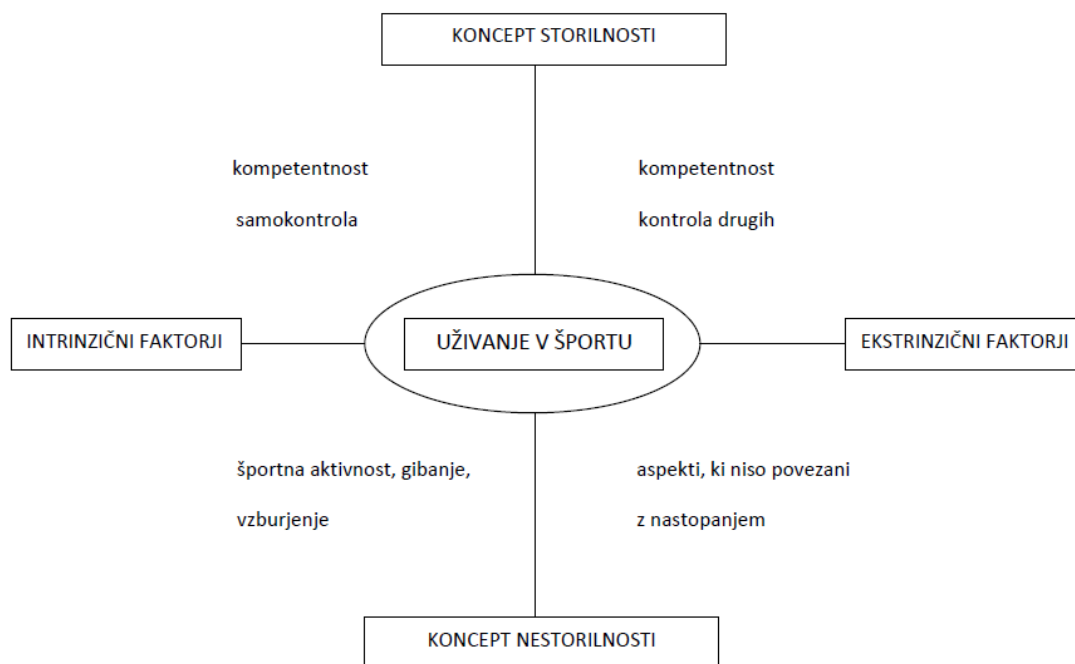 KONCEPT STORILNOSTI
kompetentnost
samokontrola
kompetentnost
kontrola drugih
INTRINZIČNI FAKTORJI
UŽIVANJE V ŠPORTU
EKSTRINZIČNI FAKTORJI
športna aktivnost, gibanje,
vzburjenje
aspekti, ki niso povezani
z nastopanjem
KONCEPT NESTORILNOSTI